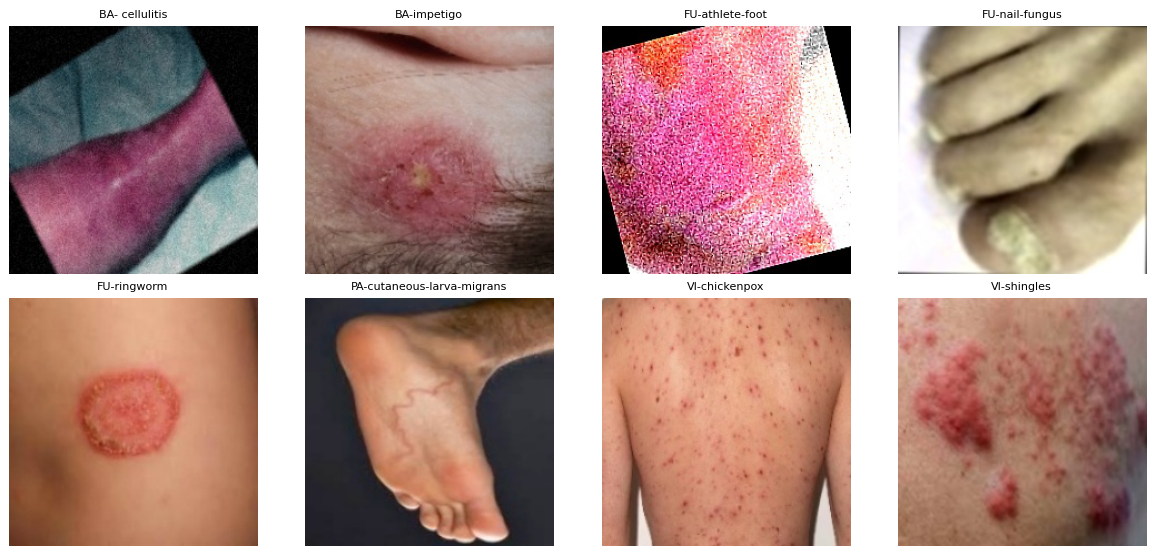 BA- cellulitis
BA-impetigo
FU-athlete-foot
FU-nail-fungus
FU-ringworm
PA-cutaneous-larva-migrans
VI-chickenpox
VI-shingles